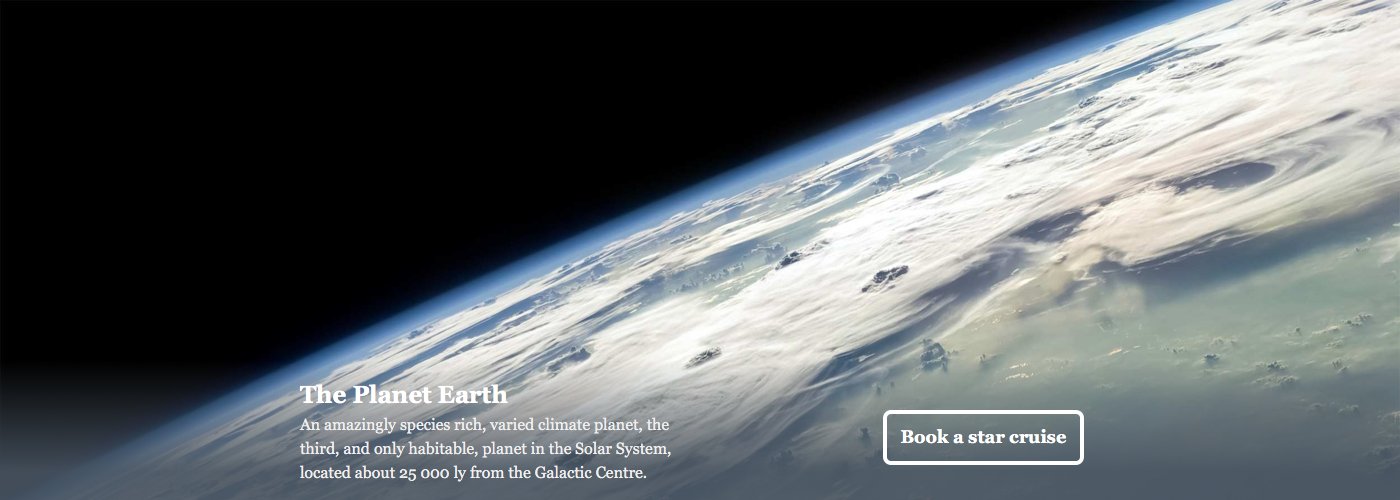 The Planet Earth
An amazingly species rich, varied climate planet, the
third, and only habitable, planet in the Solar System,
located about 25 000 ly from the Galactic Centre.
Book a star cruise